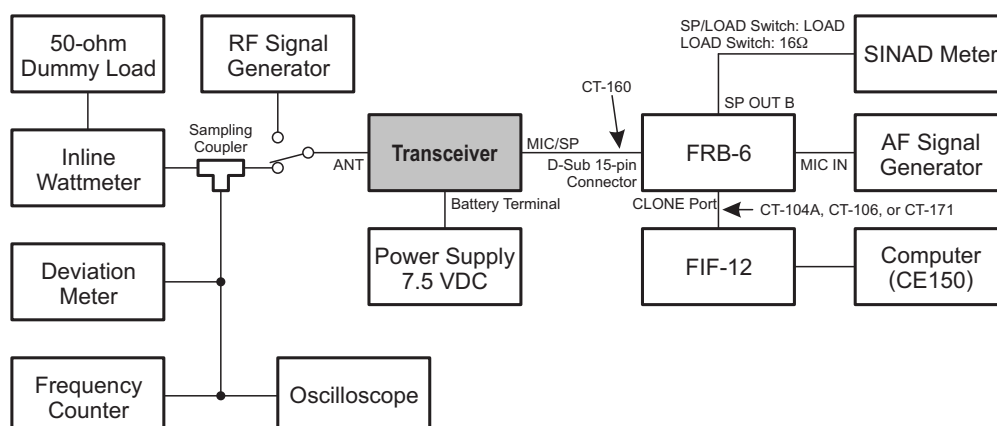 50-ohm
Dummy Load
RF Signal
Generator
SP/LOAD Switch: LOAD
LOAD Switch: 16Ω
SINAD Meter
CT-160
SP OUT B
Sampling
Coupler
Inline
Wattmeter
ANT
Transceiver
MIC/SP
D-Sub 15-pin
Connector
FRB-6
MIC IN
AF Signal
Generator
Battery Terminal
CLONE Port
CT-104A, CT-106, or CT-171
Deviation
Meter
Power Supply
7.5 VDC
FIF-12
Computer
(CE150)
Frequency
Counter
Oscilloscope